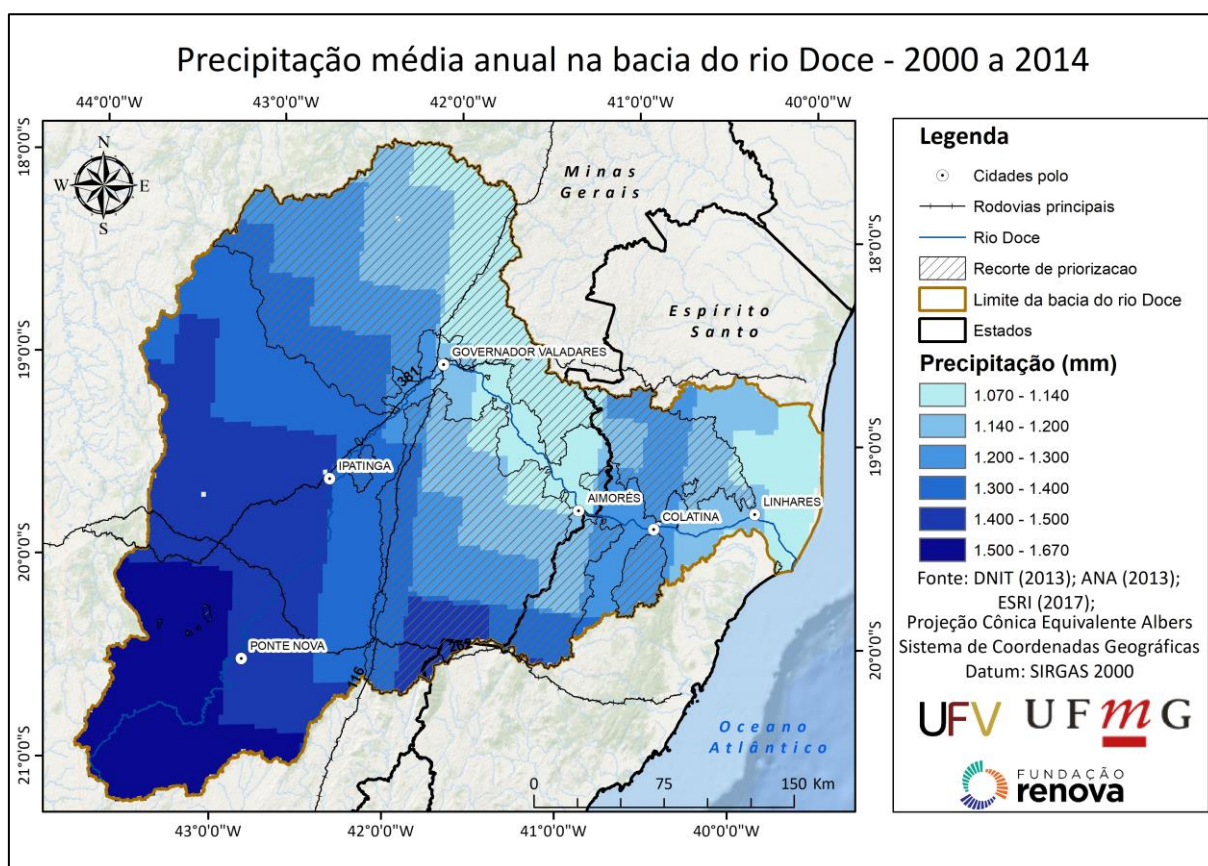 Precipitação média anual na bacia do rio Doce - 2000 a 2014
44°0'0"W 43°0'0"W 42°0'0"W 41°0'0"W 40°0'0"W
18°0'0"S
19°0'0"S
20°0'0"S
21°0'0"S
N
W E
S
Minas
Gerais
Espírito
Santo
GOVERNADOR VALADARES
381
IPATINGA
AIMORÉS
COLATINA
LINHARES
PONTE NOVA
262
116
Oceano
Atlântico
0 75 150 Km
18°0'0"S
19°0'0"S
20°0'0"S
43°0'0"W 42°0'0"W 41°0'0"W 40°0'0"W
Legenda
Cidades polo
Rodovias principais
Rio Doce
Recorte de priorizacao
Limite da bacia do rio Doce
Estados
Precipitação (mm)
1.070 - 1.140
1.140 - 1.200
1.200 - 1.300
1.300 - 1.400
1.400 - 1.500
1.500 - 1.670
Fonte: DNIT (2013); ANA (2013);
ESRI (2017);
Projeção Cônica Equivalente Albers
Sistema de Coordenadas Geográficas
Datum: SIRGAS 2000
UFV UFmG
FUNDAÇÃO
renova